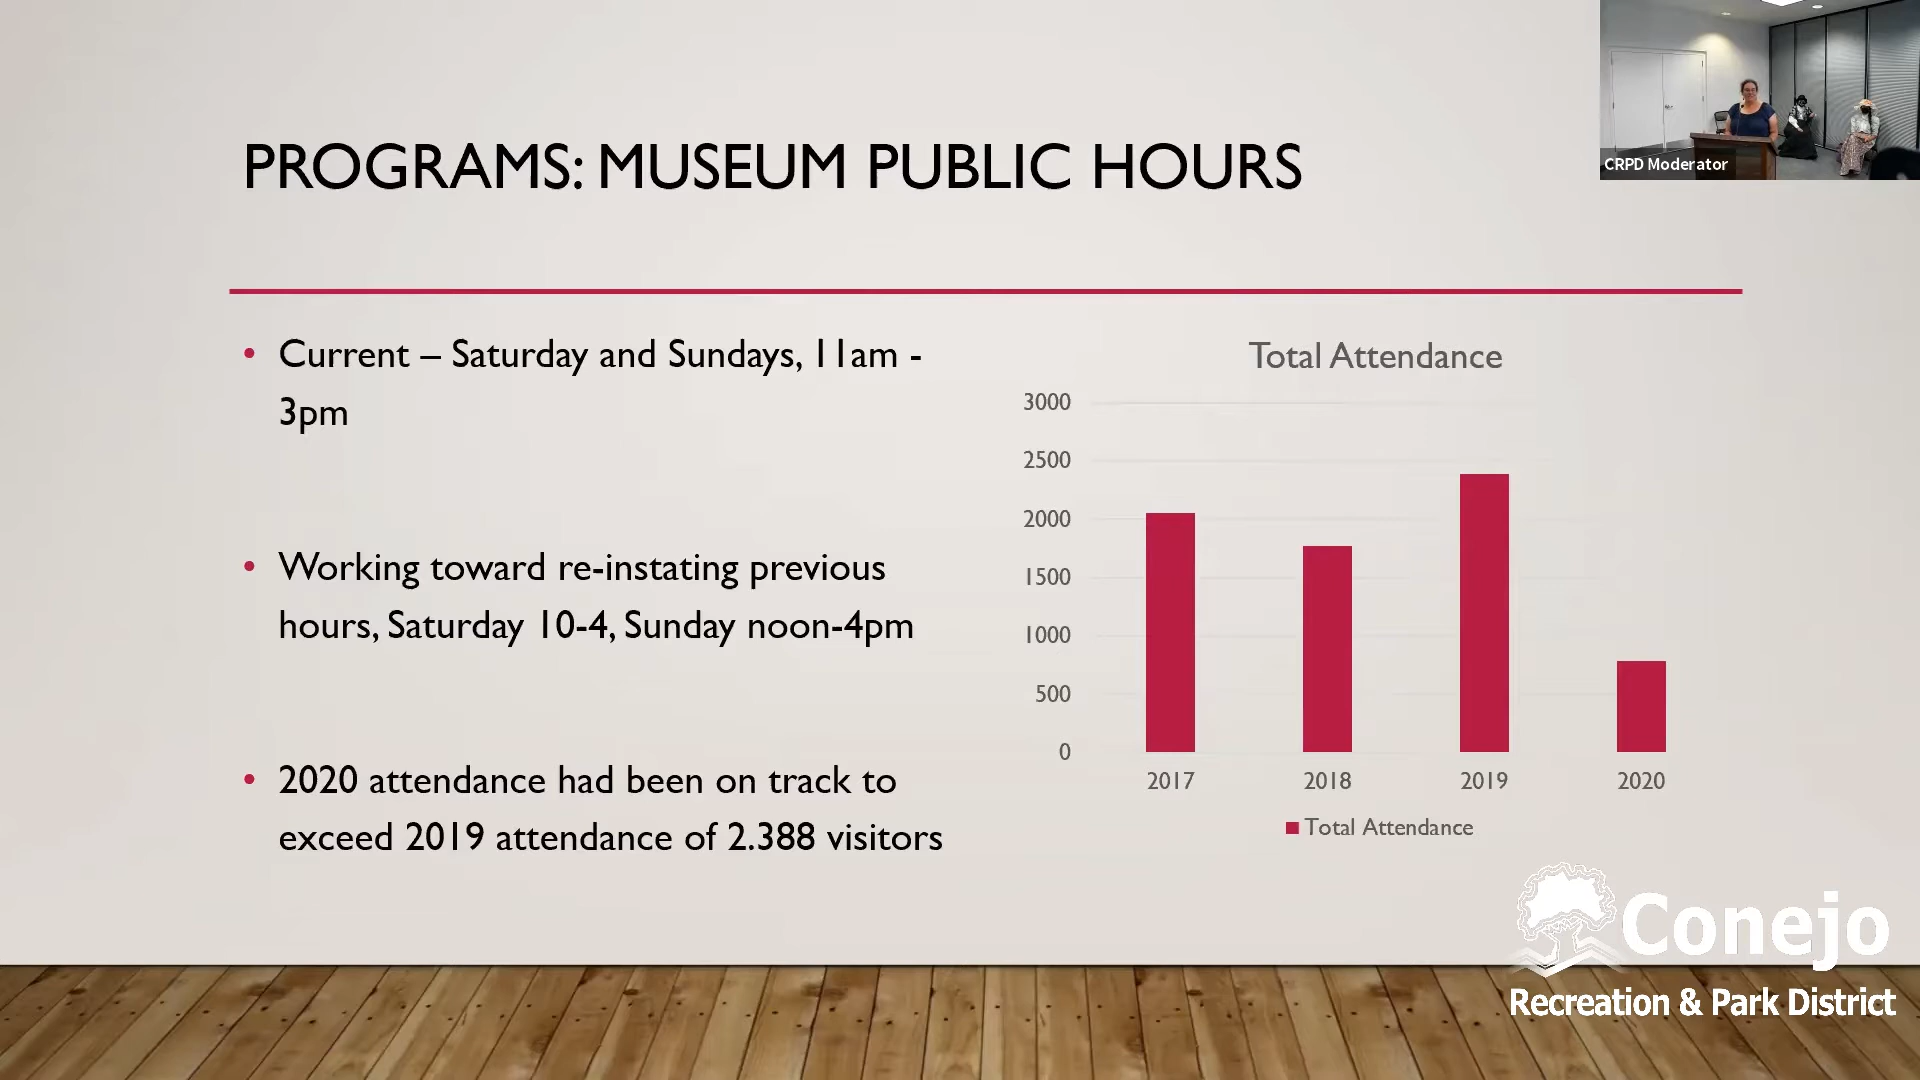 PROGRAMS: MUSEUM PUBLIC HOURS
CRPD Moderator
• Current – Saturday and Sundays, 11am -
3pm
• Working toward re-instating previous
hours, Saturday 10-4, Sunday noon-4pm
• 2020 attendance had been on track to
exceed 2019 attendance of 2.388 visitors
Total Attendance
3000
2500
2000
1500
1000
500
0
2017 2018 2019 2020
Total Attendance
Conejo
Recreation & Park District